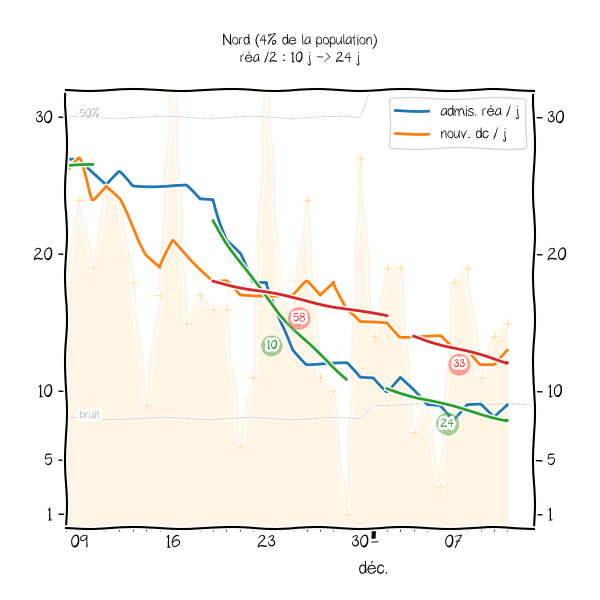 Nord (4% de la population)
réa /2 : 10 j -> 24 j
admis. réa / j
nouv. dc / j
50%
bruit
30
20
10
5
1
30
20
10
5
1
58
10
33
24
09 16 23 30 07
déc.